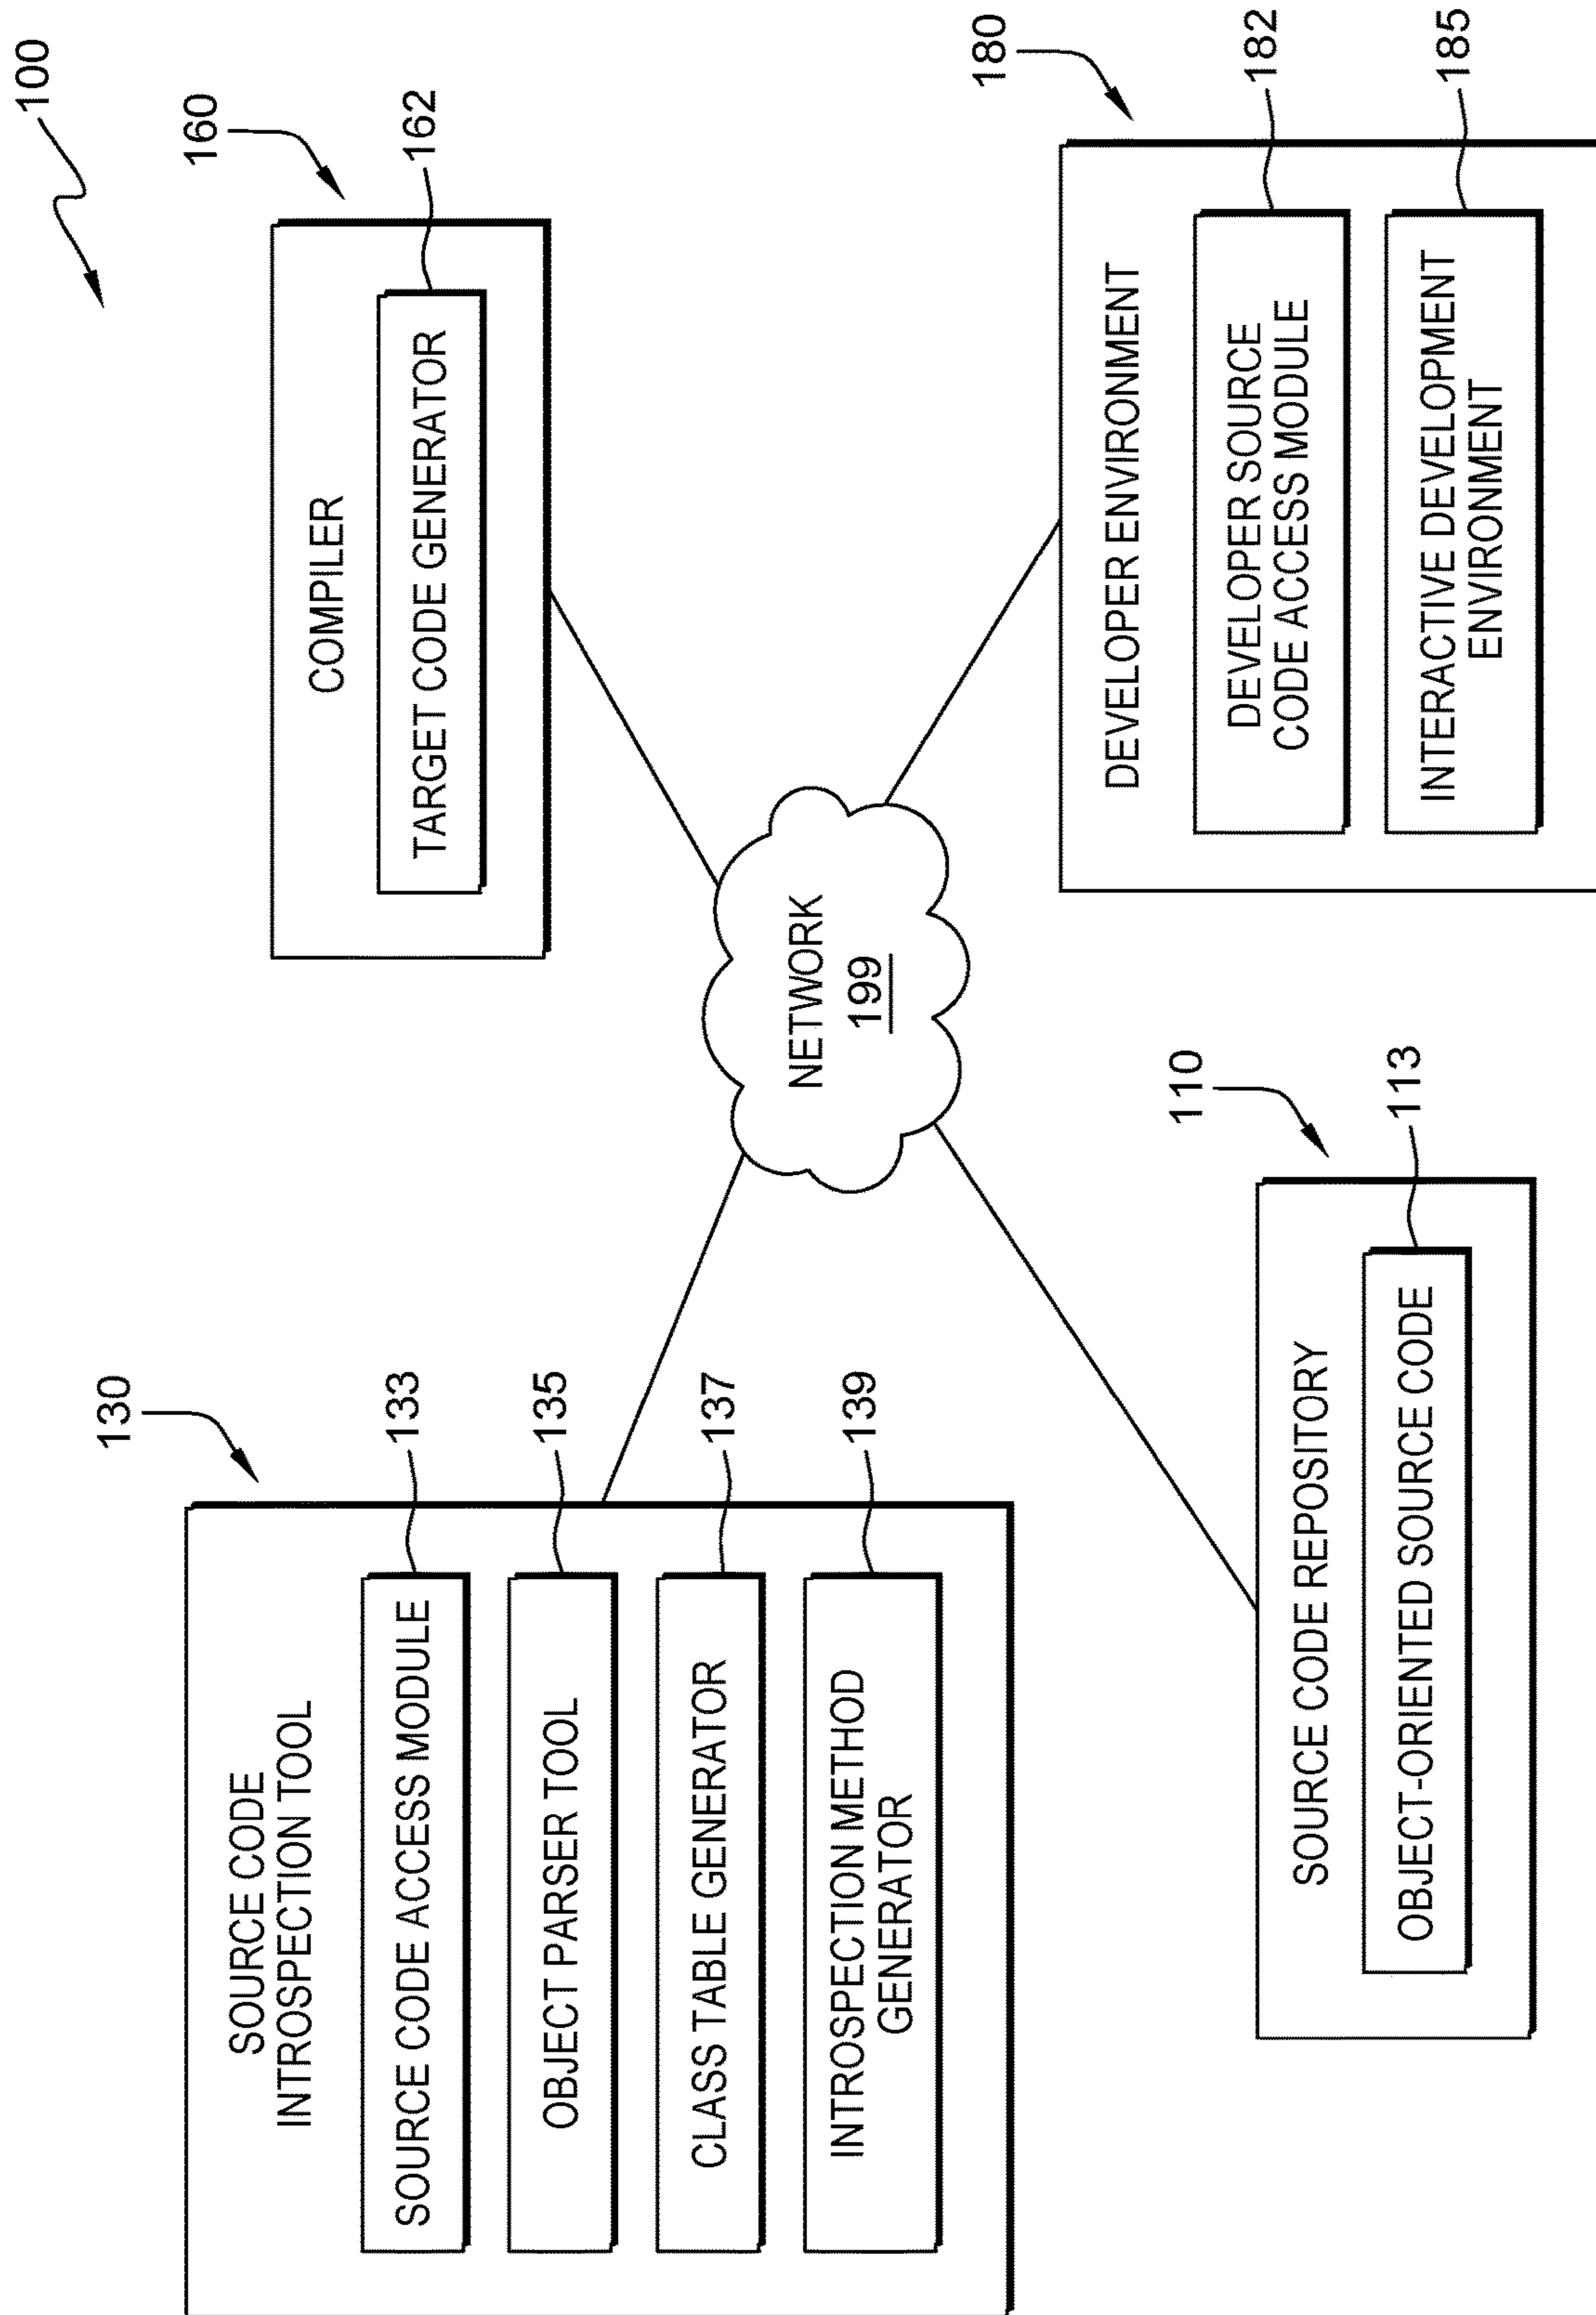 100
130
SOURCE CODE
INTROSPECTION TOOL
SOURCE CODE ACCESS MODULE
133
OBJECT PARSER TOOL
135
CLASS TABLE GENERATOR
137
INTROSPECTION METHOD
GENERATOR
139
160
COMPILER
TARGET CODE GENERATOR
162
NETWORK
199
110
SOURCE CODE REPOSITORY
OBJECT-ORIENTED SOURCE CODE
113
180
DEVELOPER ENVIRONMENT
DEVELOPER SOURCE
CODE ACCESS MODULE
182
INTERACTIVE DEVELOPMENT
ENVIRONMENT
185